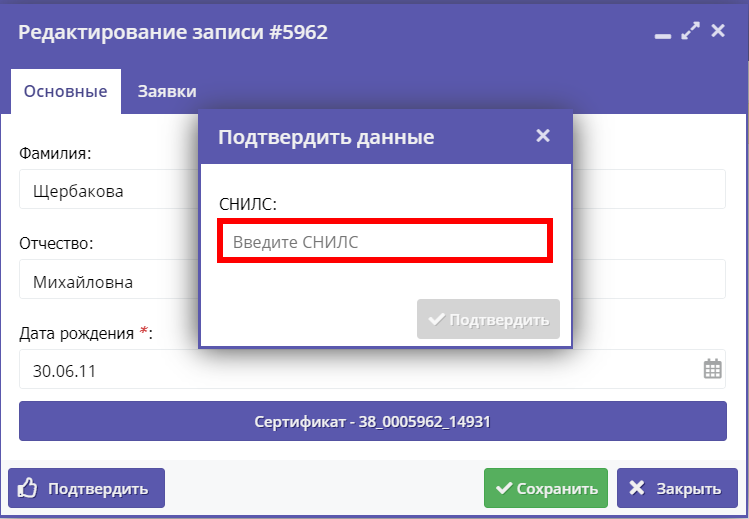 Редактирование записи #5962
Основные Заявки
Подтвердить данные
Фамилия:
Щербакова
СНИЛС:
Введите СНИЛС
Отчество:
Михайловна
Подтвердить
Дата рождения *:
30.06.11
Сертификат - 38_0005962_14931
Подтвердить Сохранить Закрыть